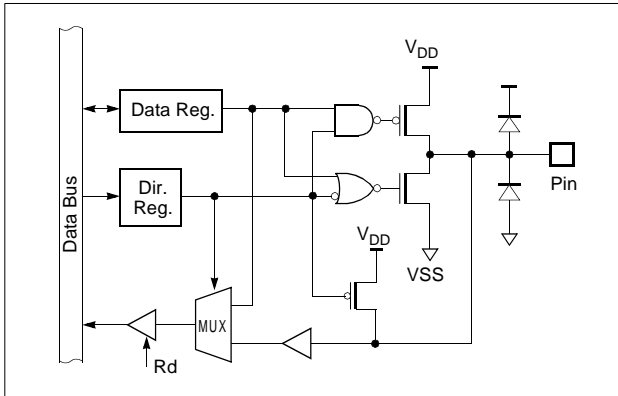 VDD
Data Reg.
Dir.
Reg.
Data Bus
Pin
VDD
VSS
MUX
Rd